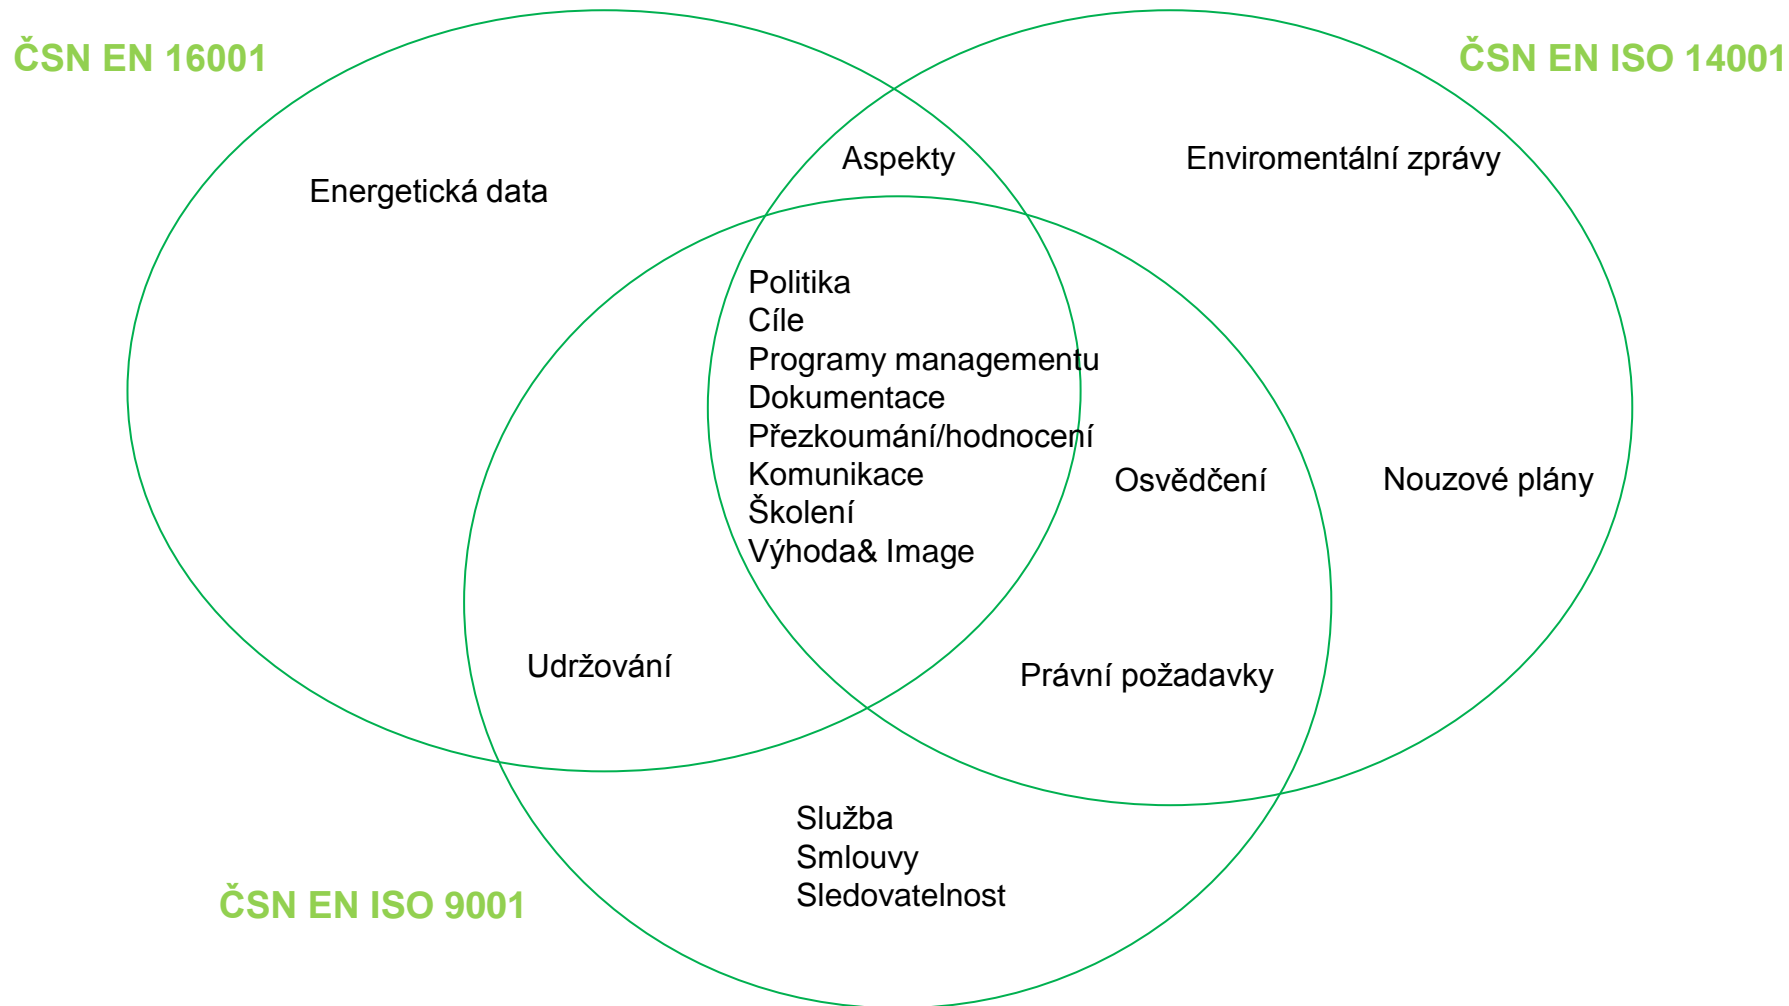 ČSN EN 16001
ČSN EN ISO 14001
Aspekty
Enviromentální zprávy
Energetická data
Politika
Cíle
Programy managementu
Dokumentace
Přezkoumání/hodnocení
Komunikace
Školení
Výhoda& Image
Osvědčení
Nouzové plány
Udržování
Právní požadavky
Služba
Smlouvy
Sledovatelnost
ČSN EN ISO 9001